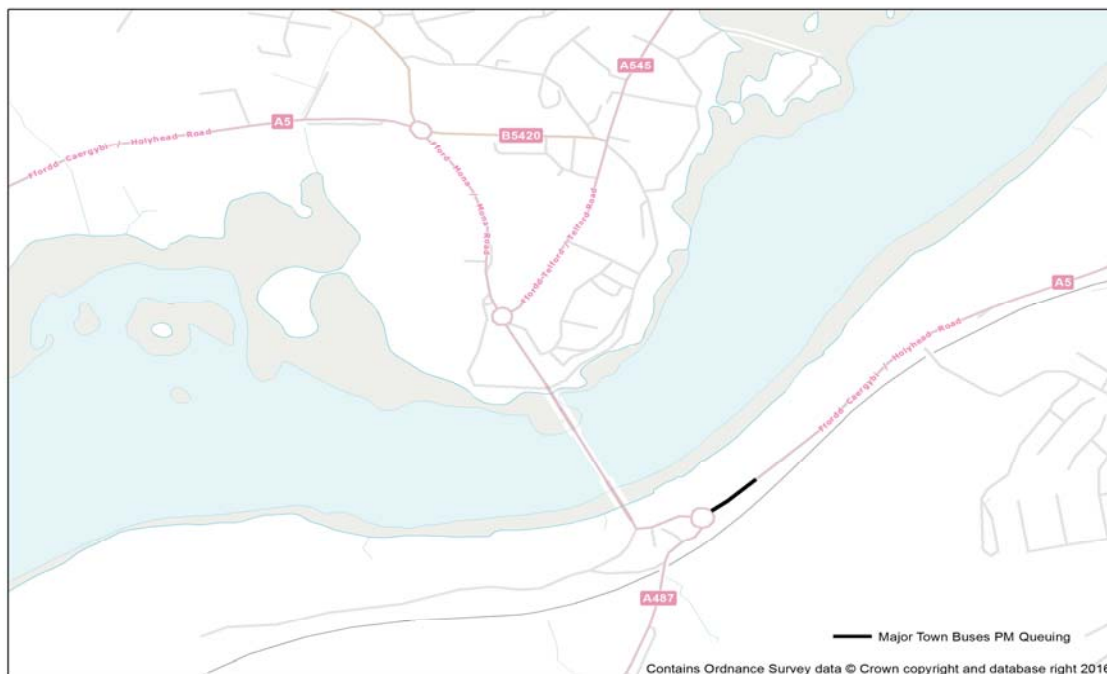 A545
A5
B5420
Ffordd Caergybi / Holyhead Road
Ffordd Mona / Mona Road
Ffordd Telford / Telford Road
A5
Ffordd Caergybi / Holyhead Road
A487
Major Town Buses PM Queuing
Contains Ordnance Survey data © Crown copyright and database right 2016